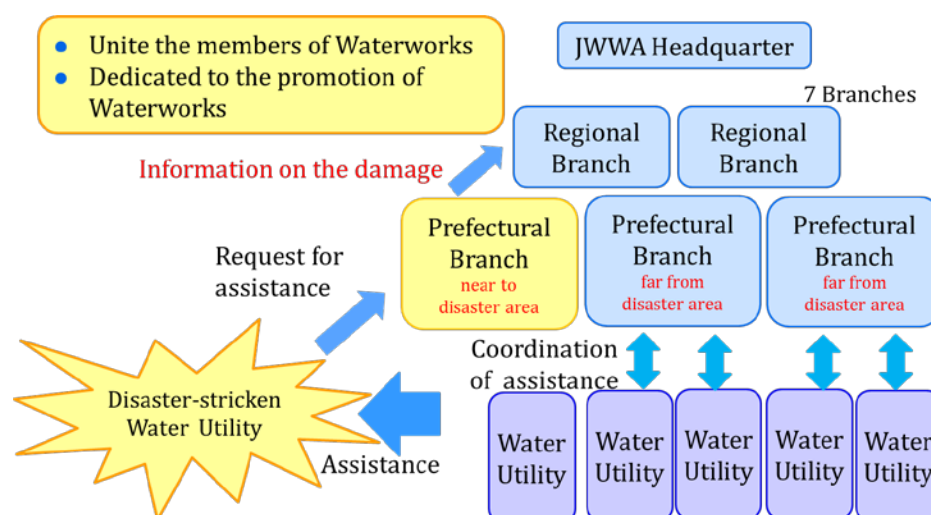 ● Unite the members of Waterworks
● Dedicated to the promotion of
Waterworks
JWWA Headquarter
7 Branches
Regional
Branch
Regional
Branch
Information on the damage
Prefectural
Branch
near to
disaster area
Prefectural
Branch
far from
disaster area
Prefectural
Branch
far from
disaster area
Request for
assistance
Coordination
of assistance
Disaster-stricken
Water Utility
Assistance
Water
Utility
Water
Utility
Water
Utility
Water
Utility
Water
Utility